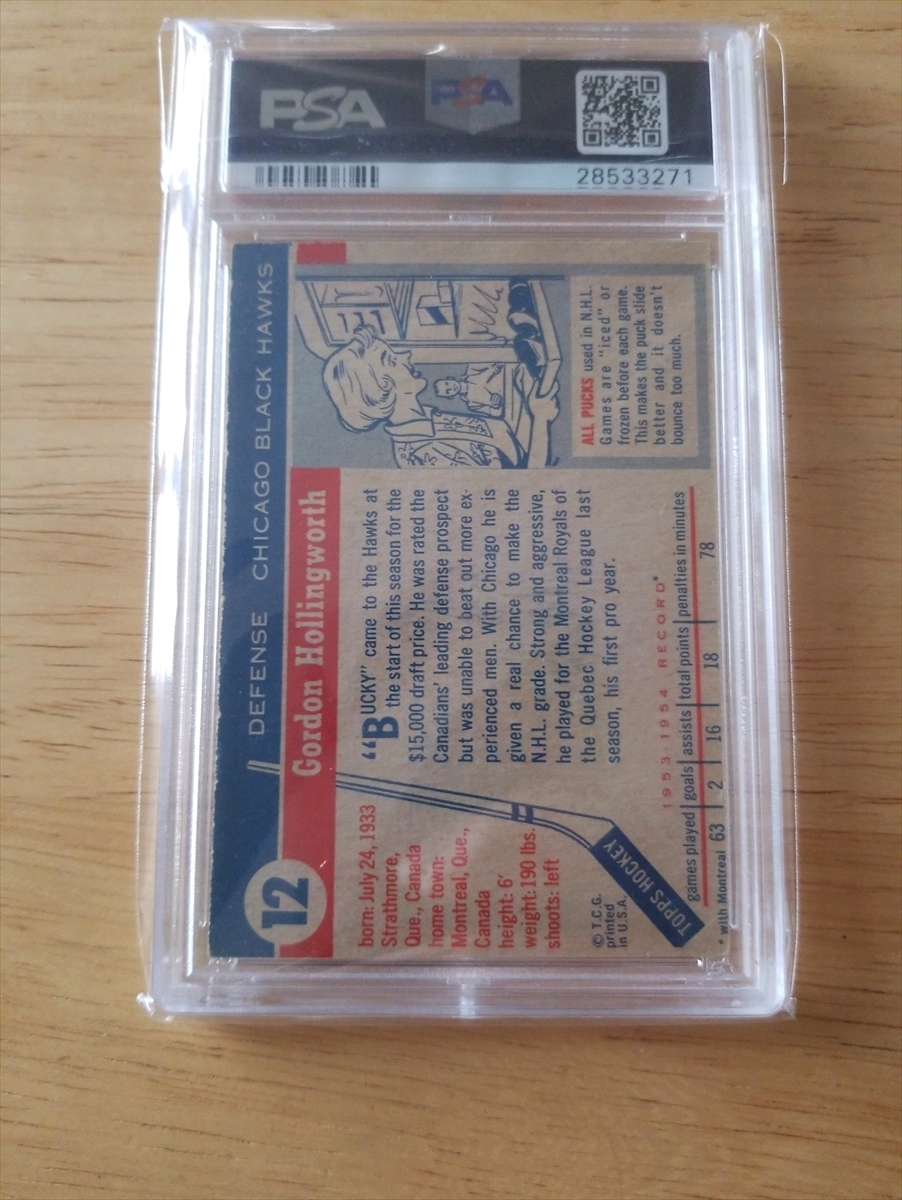 PSA
PSA
28533271
DEFENSE CHICAGO BLACK HAWKS
12
Gordon Hollingworth
born: July 24, 1933
Strathmore,
Que., Canada
home town:
Montreal, Que.,
Canada
height: 6'
weight: 190 lbs.
shoots: left
© T.C.G.
printed
in U.S.A.
TOPPS HOCKEY
"BUCKY" came to the Hawks at
the start of this season for the
$15,000 draft price. He was rated the
Canadians' leading defense prospect
but was unable to beat out more ex-
perienced men. With Chicago he is
given a real chance to make the
N.H.L. grade. Strong and aggressive,
he played for the Montreal Royals of
the Quebec Hockey League last
season, his first pro year.
ALL PUCKS used in N.H.L.
Games are "iced" or
frozen before each game.
This makes the puck slide
better and it doesn't
bounce too much.
1953-1954 RECORD*
games played goals assists total points penalties in minutes
63 2 16 18 78
* with Montreal